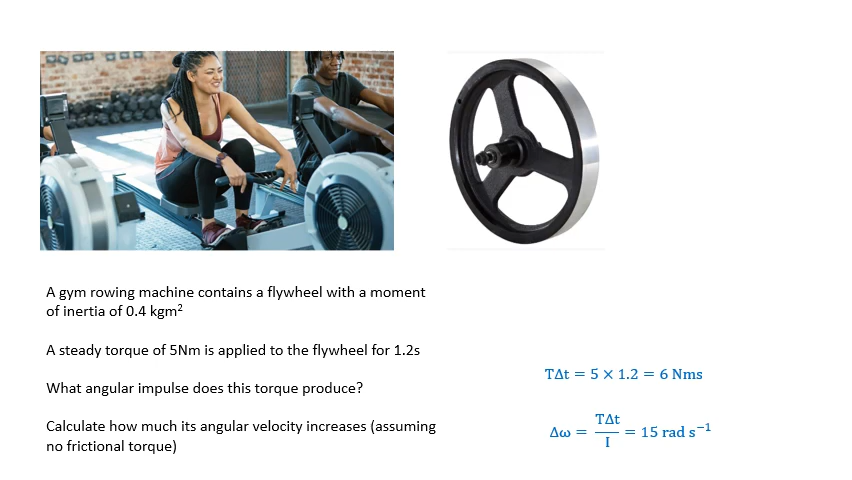 A gym rowing machine contains a flywheel with a moment
of inertia of 0.4 kgm²
A steady torque of 5Nm is applied to the flywheel for 1.2s
What angular impulse does this torque produce?
Calculate how much its angular velocity increases (assuming
no frictional torque)
TΔt = 5 × 1.2 = 6 Nms
Δω = TΔt/I = 15 rad s⁻¹